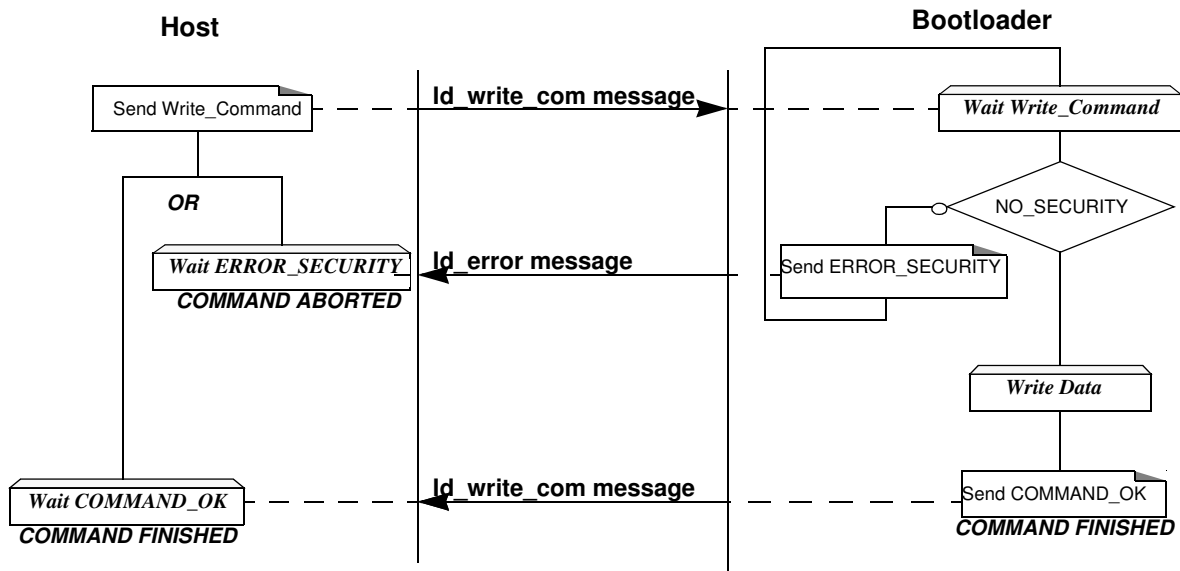 Host
Bootloader
Send Write_Command
Id_write_com message
Wait Write_Command
OR
NO_SECURITY
Wait ERROR_SECURITY
Id_error message
Send ERROR_SECURITY
COMMAND ABORTED
Write Data
Wait COMMAND_OK
Id_write_com message
Send COMMAND_OK
COMMAND FINISHED
COMMAND FINISHED